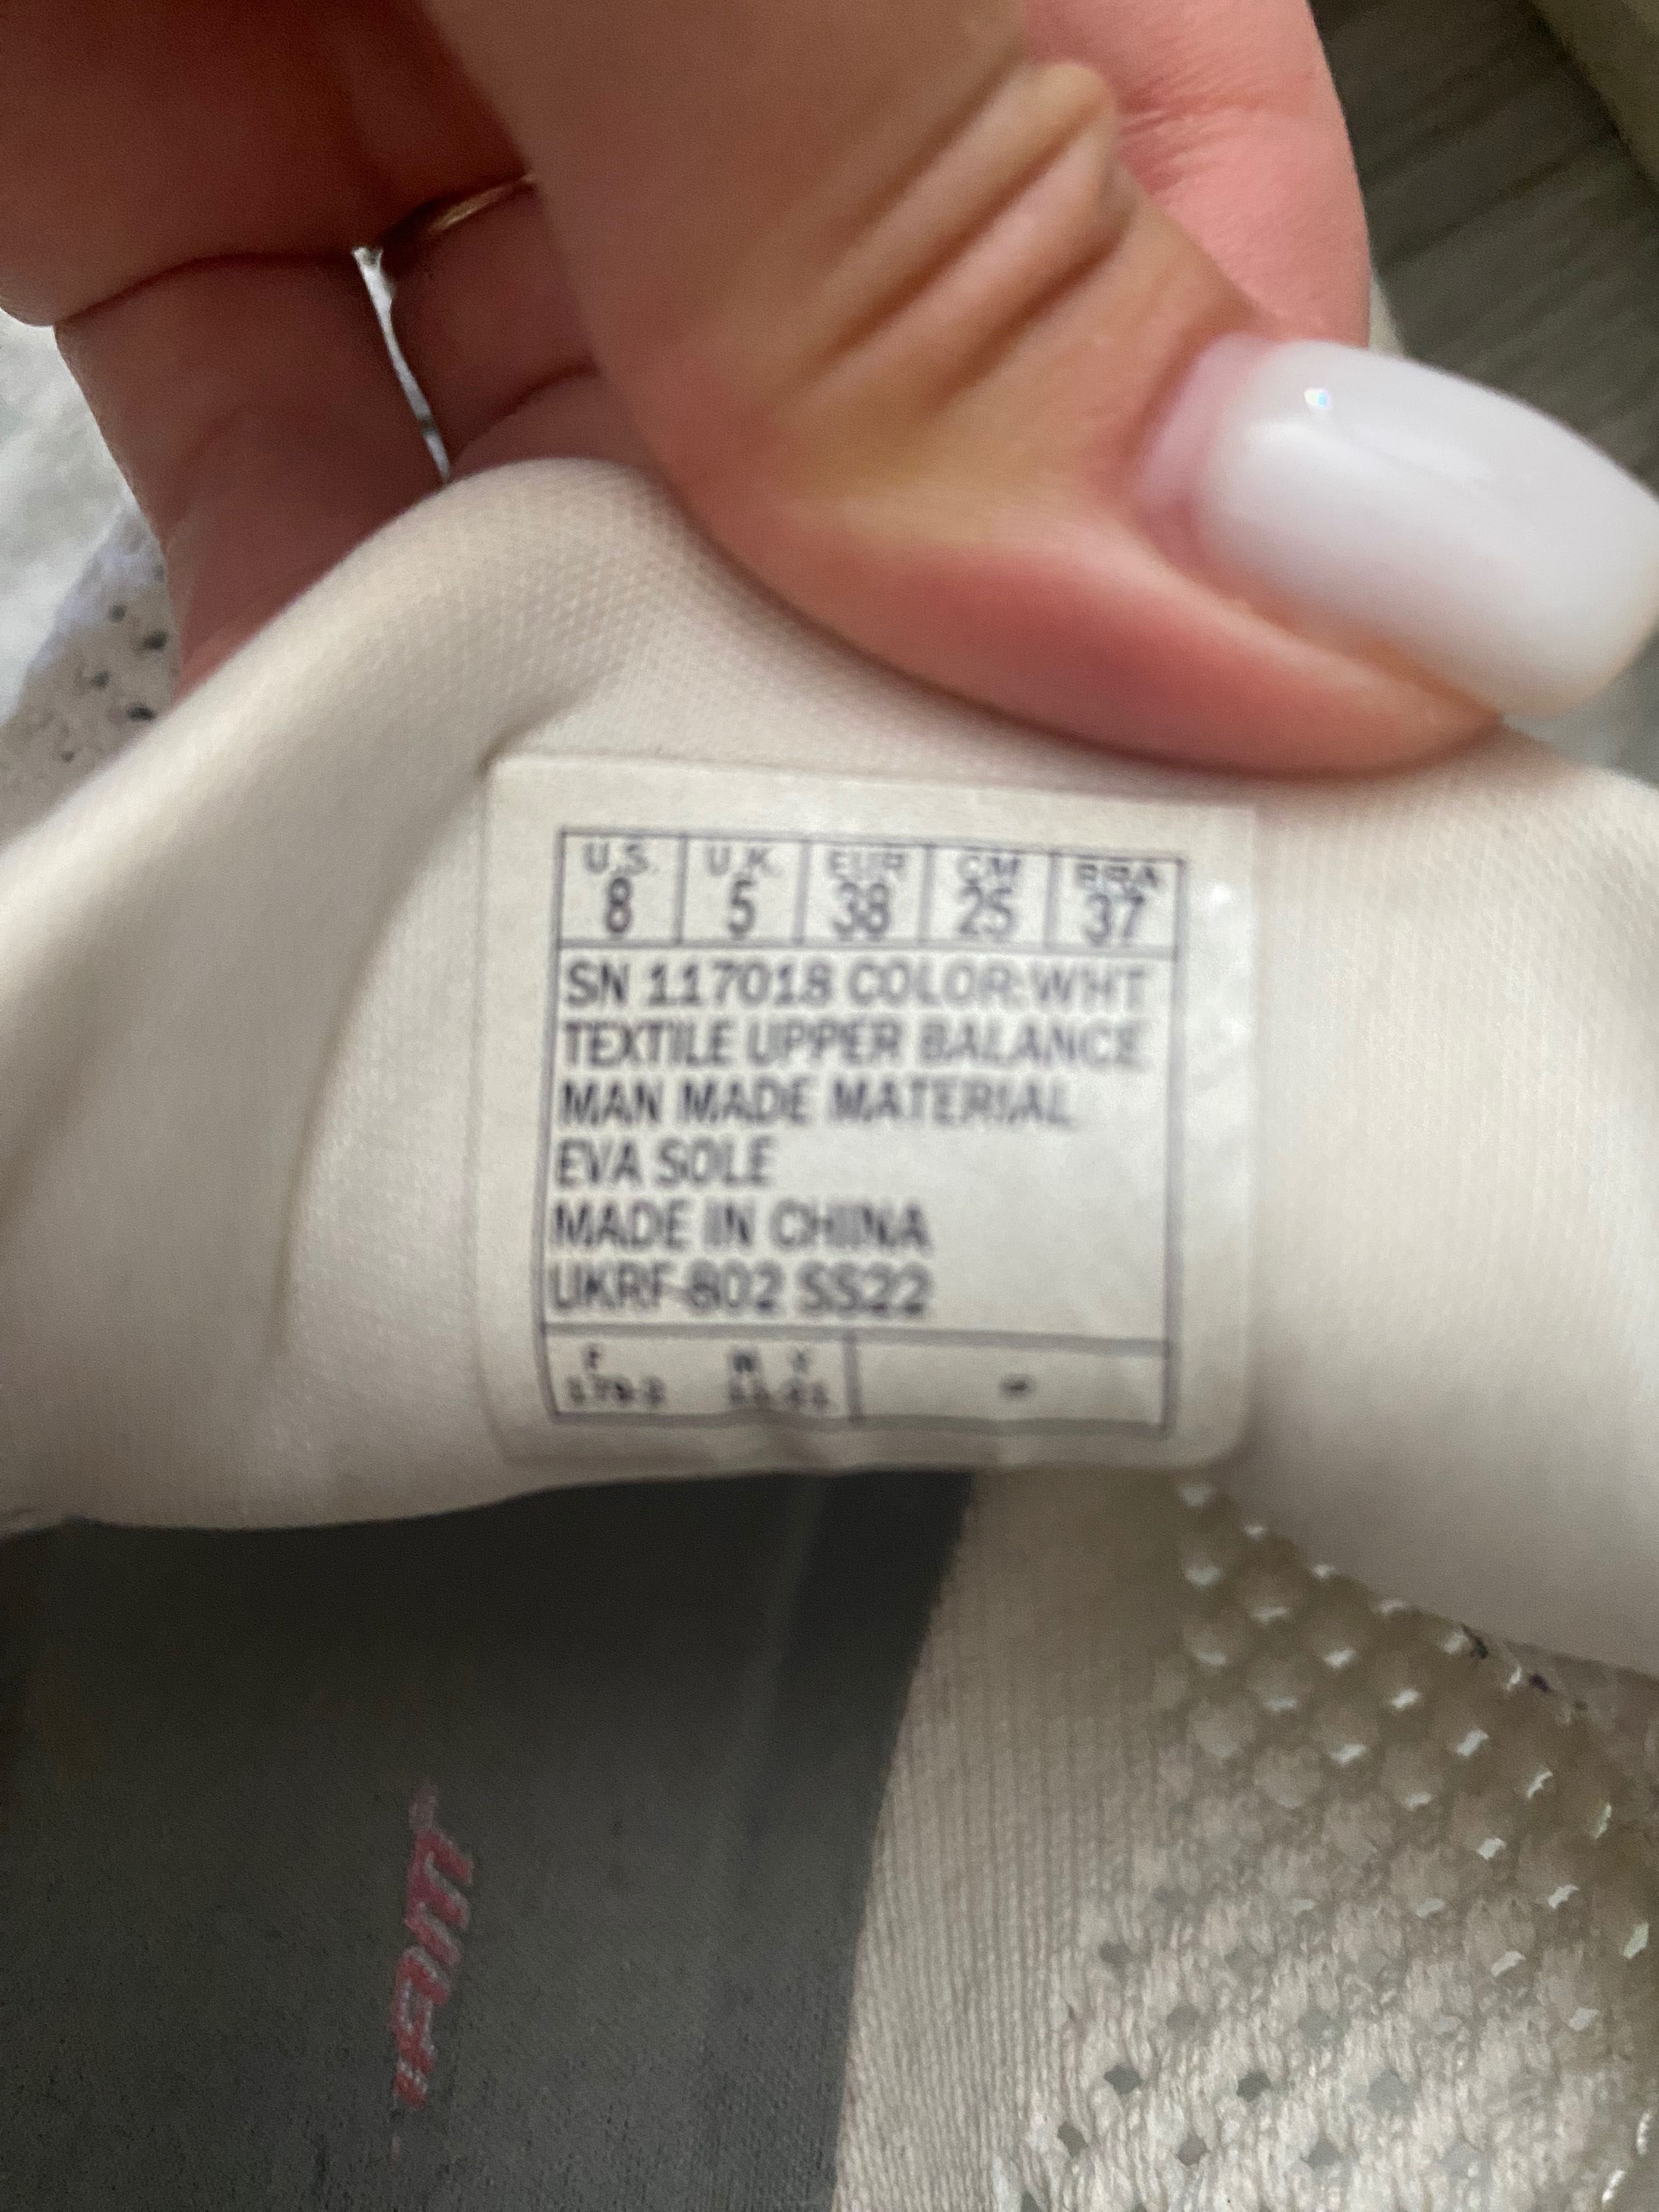 U.S. U.K. EUR CM BRA
8 5 38 25 37
SN 117018 COLOR:WHT
TEXTILE UPPER BALANCE
MAN MADE MATERIAL
EVA SOLE
MADE IN CHINA
UKRF-802 SS22